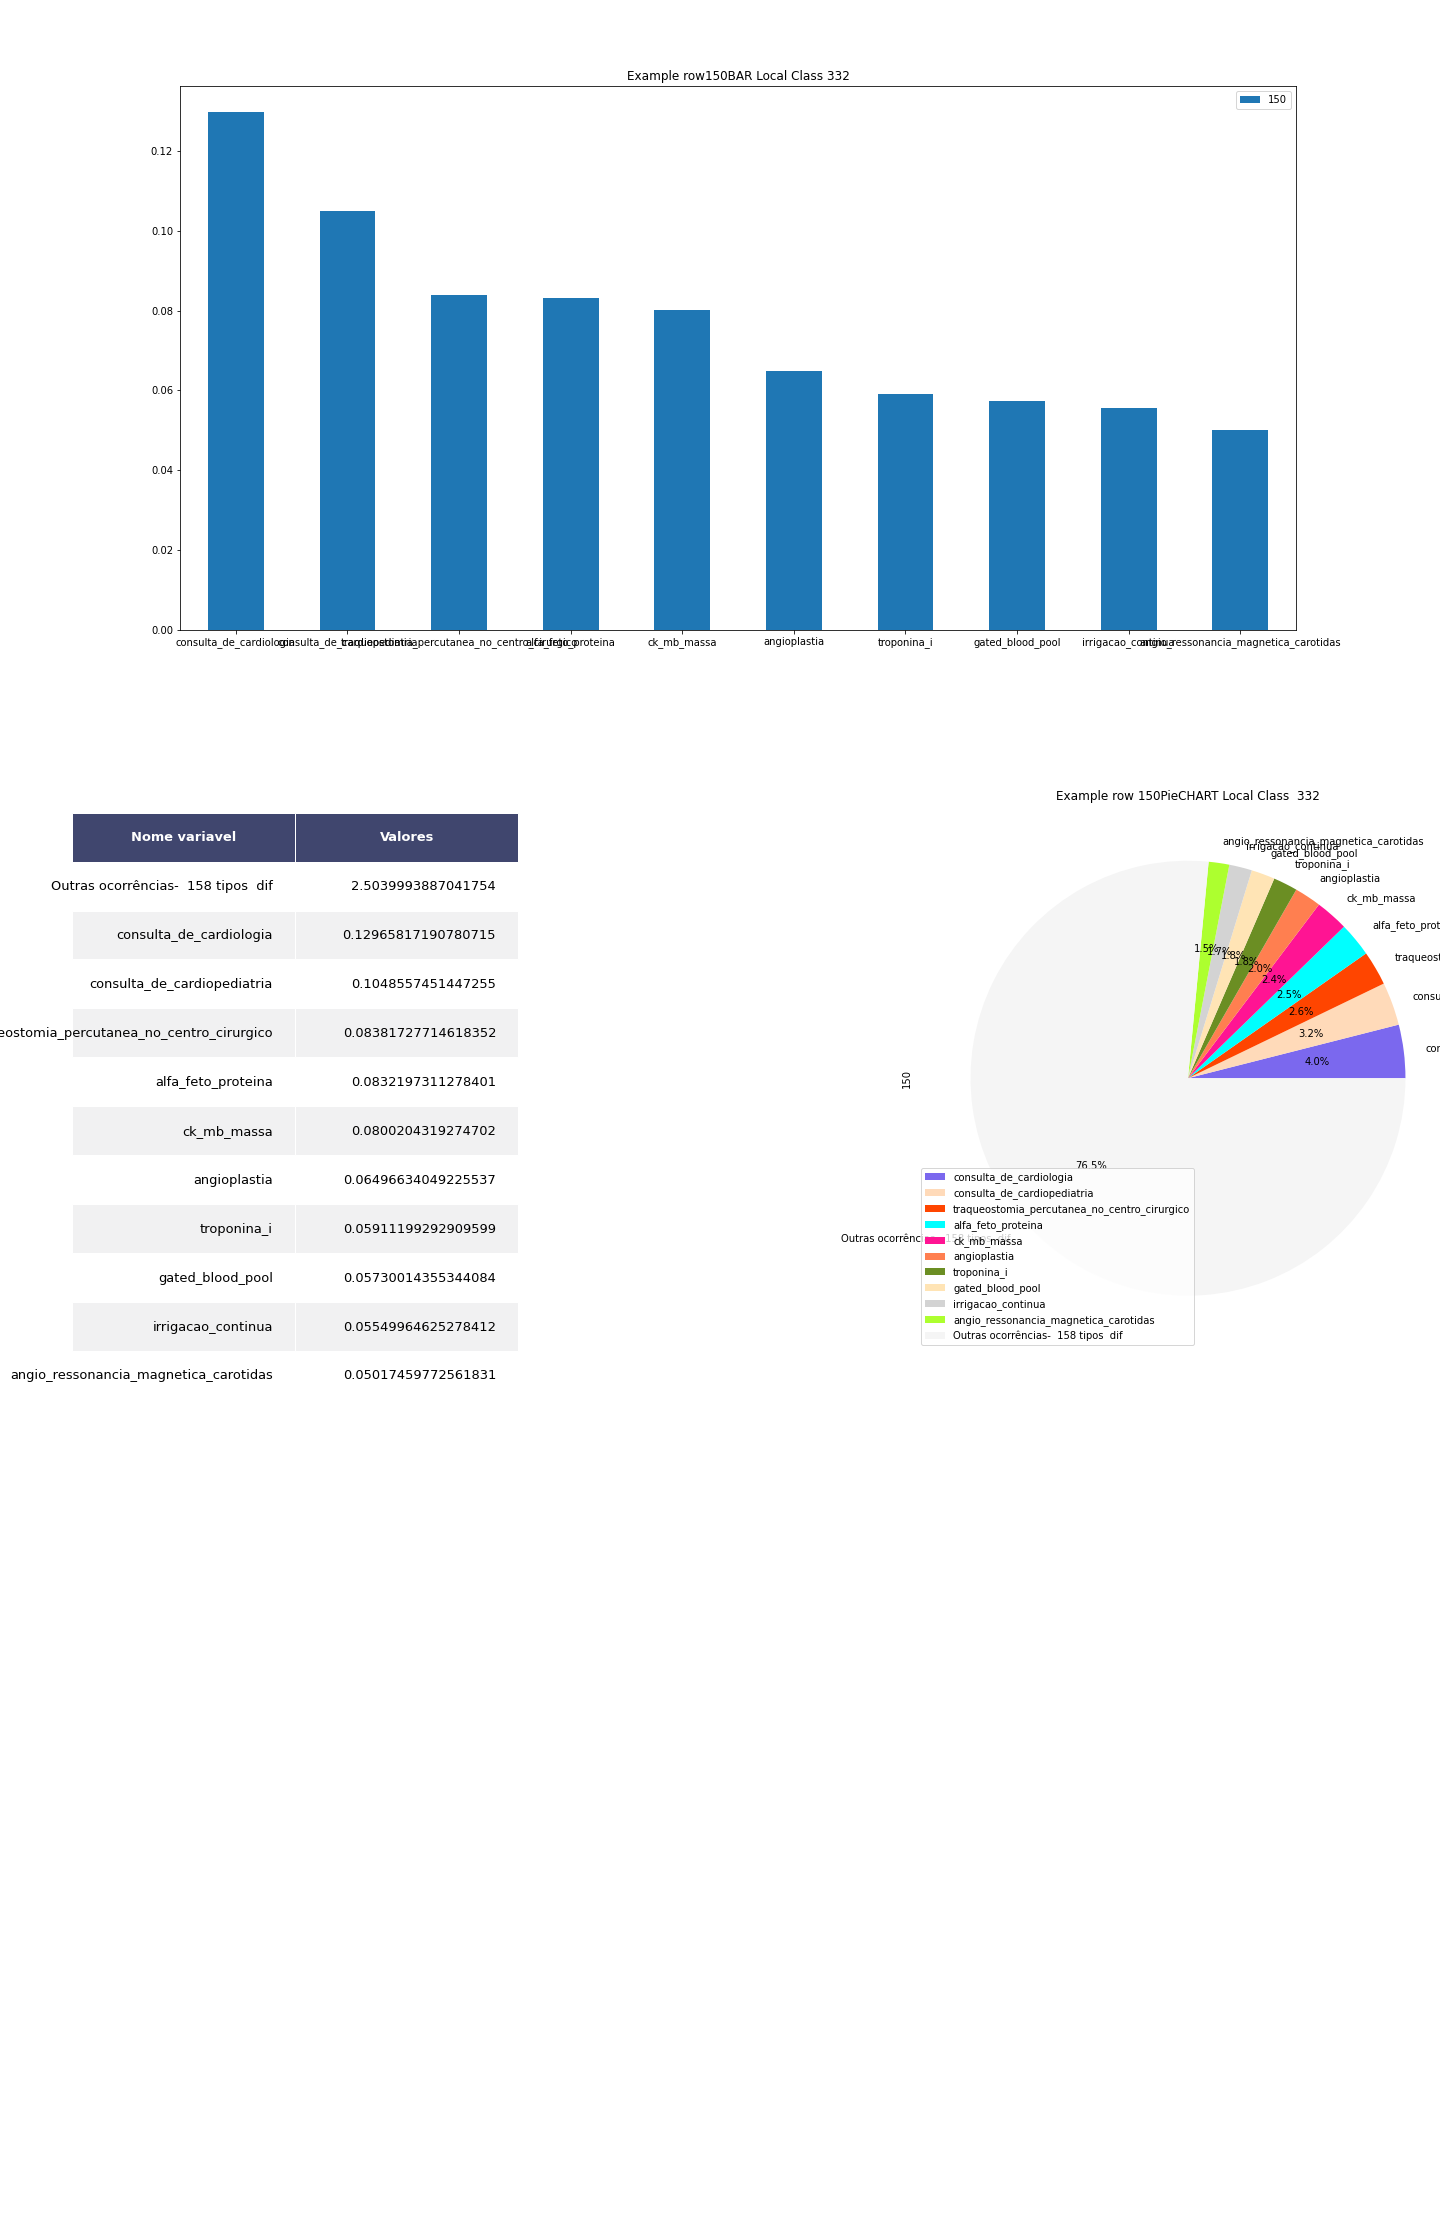 Example row150BAR Local Class 332
150
0.12
0.10
0.08
0.06
0.04
0.02
0.00
consulta_de_cardiologia consulta_de_cardiopediatria traqueostomia_percutanea_no_centro_cirurgico alfa_feto_proteina ck_mb_massa angioplastia troponina_i gated_blood_pool irrigacao_continua angio_ressonancia_magnetica_carotidas
Nome variavel Valores
Outras ocorrências- 158 tipos dif 2.5039993887041754
consulta_de_cardiologia 0.12965817190780715
consulta_de_cardiopediatria 0.1048557451447255
eostomia_percutanea_no_centro_cirurgico 0.08381727714618352
alfa_feto_proteina 0.0832197311278401
ck_mb_massa 0.0800204319274702
angioplastia 0.06496634049225537
troponina_i 0.05911199292909599
gated_blood_pool 0.05730014355344084
irrigacao_continua 0.05549964625278412
angio_ressonancia_magnetica_carotidas 0.05017459772561831
Example row 150PieCHART Local Class 332
angio_ressonancia_magnetica_carotidas
irrigacao_continua
gated_blood_pool
troponina_i
angioplastia
ck_mb_massa
alfa_feto_prot
traqueost
consu
con
1.5%
1.7%
1.8%
1.8%
2.0%
2.4%
2.5%
2.6%
3.2%
4.0%
150
76.5%
Outras ocorrências- 158 tipos dif
consulta_de_cardiologia
consulta_de_cardiopediatria
traqueostomia_percutanea_no_centro_cirurgico
alfa_feto_proteina
ck_mb_massa
angioplastia
troponina_i
gated_blood_pool
irrigacao_continua
angio_ressonancia_magnetica_carotidas
Outras ocorrências- 158 tipos dif